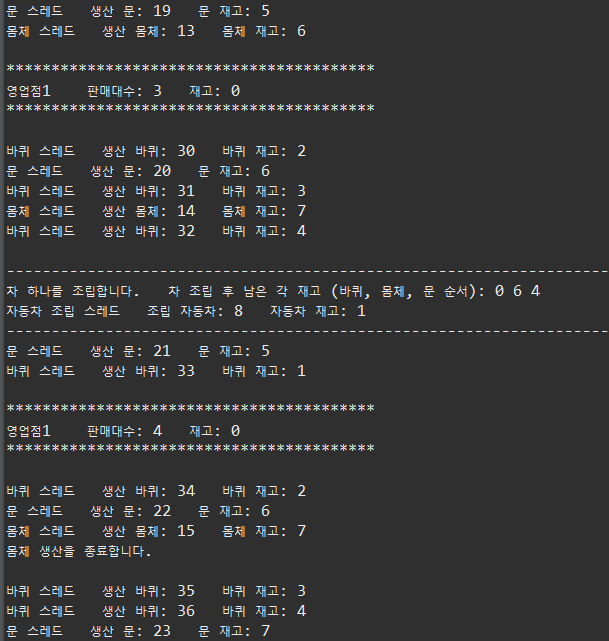 문 스레드 생산 문: 19 문 재고: 5
몸체 스레드 생산 몸체: 13 몸체 재고: 6
*****************************************
영업점1 판매대수: 3 재고: 0
*****************************************
바퀴 스레드 생산 바퀴: 30 바퀴 재고: 2
문 스레드 생산 문: 20 문 재고: 6
바퀴 스레드 생산 바퀴: 31 바퀴 재고: 3
몸체 스레드 생산 몸체: 14 몸체 재고: 7
바퀴 스레드 생산 바퀴: 32 바퀴 재고: 4
-------------------------------------------------------------------
차 하나를 조립합니다. 차 조립 후 남은 각 재고 (바퀴, 몸체, 문 순서): 0 6 4
자동차 조립 스레드 조립 자동차: 8 자동차 재고: 1
-------------------------------------------------------------------
문 스레드 생산 문: 21 문 재고: 5
바퀴 스레드 생산 바퀴: 33 바퀴 재고: 1
*****************************************
영업점1 판매대수: 4 재고: 0
*****************************************
바퀴 스레드 생산 바퀴: 34 바퀴 재고: 2
문 스레드 생산 문: 22 문 재고: 6
몸체 스레드 생산 몸체: 15 몸체 재고: 7
몸체 생산을 종료합니다.
바퀴 스레드 생산 바퀴: 35 바퀴 재고: 3
바퀴 스레드 생산 바퀴: 36 바퀴 재고: 4
문 스레드 생산 문: 23 문 재고: 7